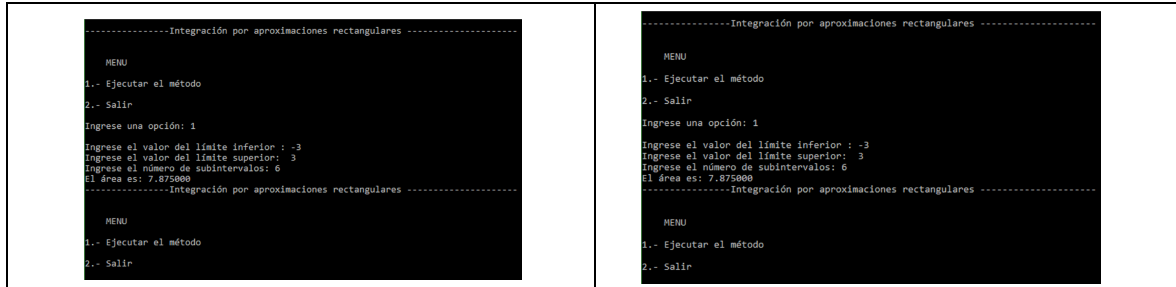 ---------------Integración por aproximaciones rectangulares --------------------
MENU
1.- Ejecutar el método
2.- Salir
Ingrese una opción: 1
Ingrese el valor del límite inferior : -3
Ingrese el valor del límite superior:  3
Ingrese el número de subintervalos: 6
El área es: 7.875000
---------------Integración por aproximaciones rectangulares --------------------
MENU
1.- Ejecutar el método
2.- Salir
----------------Integración por aproximaciones rectangulares ---------------------
MENU
1.- Ejecutar el método
2.- Salir
Ingrese una opción: 1
Ingrese el valor del límite inferior : -3
Ingrese el valor del límite superior:  3
Ingrese el número de subintervalos: 6
El área es: 7.875000
----------------Integración por aproximaciones rectangulares ---------------------
MENU
1.- Ejecutar el método
2.- Salir